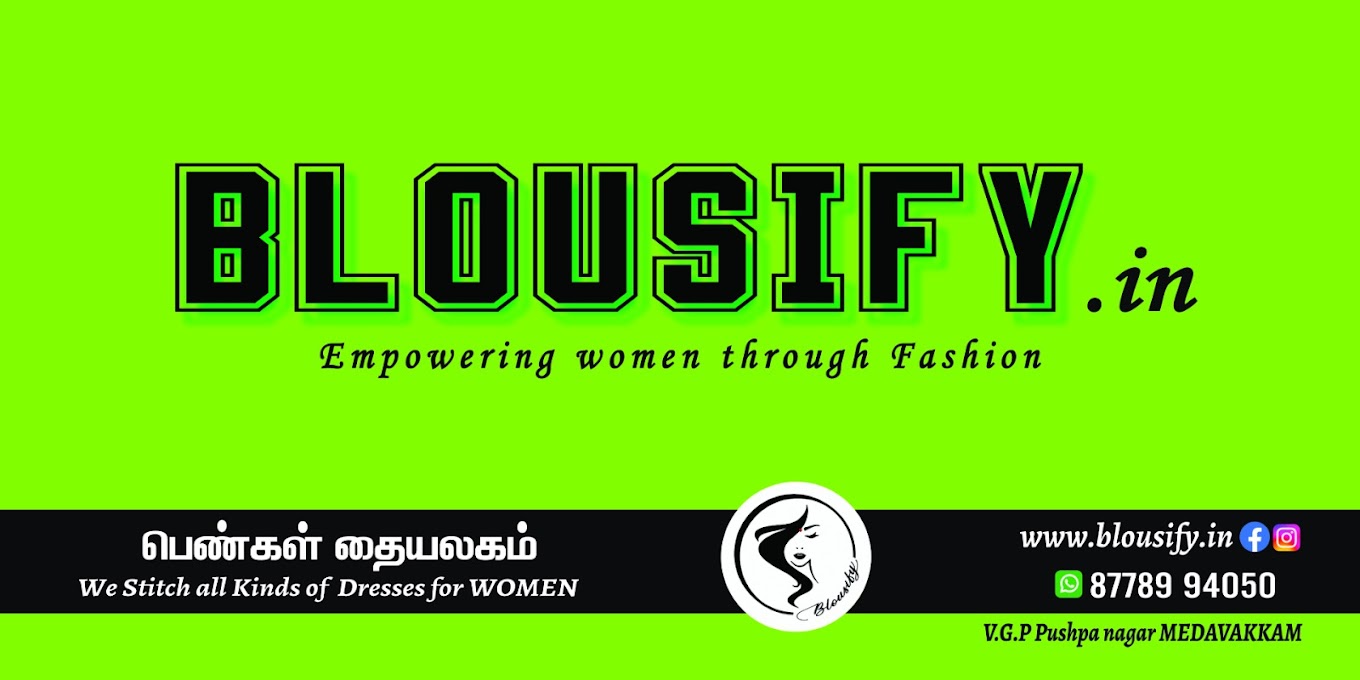 BLOUSIFY.in
Empowering women through Fashion
பெண்கள் தையலகம்
We Stitch all Kinds of Dresses for WOMEN
Blousify
www.blousify.in
87789 94050
V.G.P Pushpa nagar MEDAVAKKAM